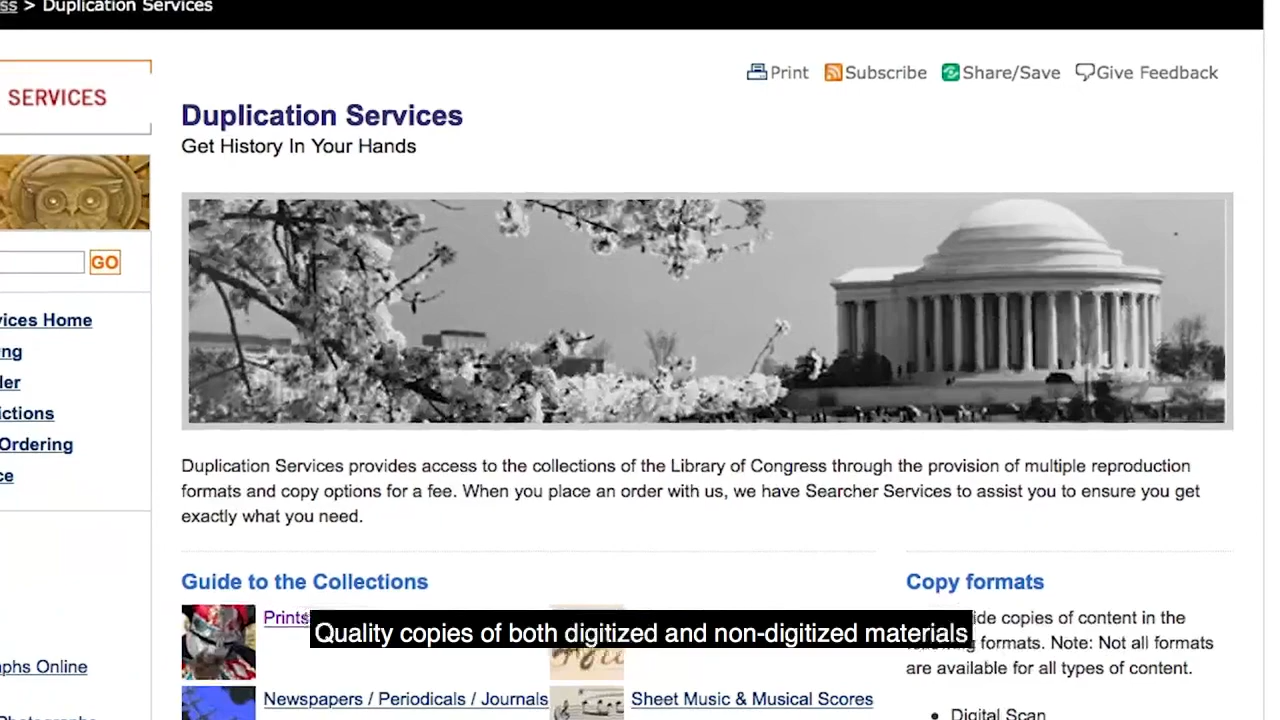 ss > Duplication Services
Print Subscribe Share/Save Give Feedback
SERVICES
Duplication Services
Get History In Your Hands
GO
vices Home
ng
ler
ictions
Ordering
ce
Duplication Services provides access to the collections of the Library of Congress through the provision of multiple reproduction
formats and copy options for a fee. When you place an order with us, we have Searcher Services to assist you to ensure you get
exactly what you need.
Guide to the Collections
Copy formats
Prints
ide copies of content in the
formats. Note: Not all formats
are available for all types of content.
Quality copies of both digitized and non-digitized materials
phs Online
Newspapers / Periodicals / Journals
Sheet Music & Musical Scores
Digital Scan